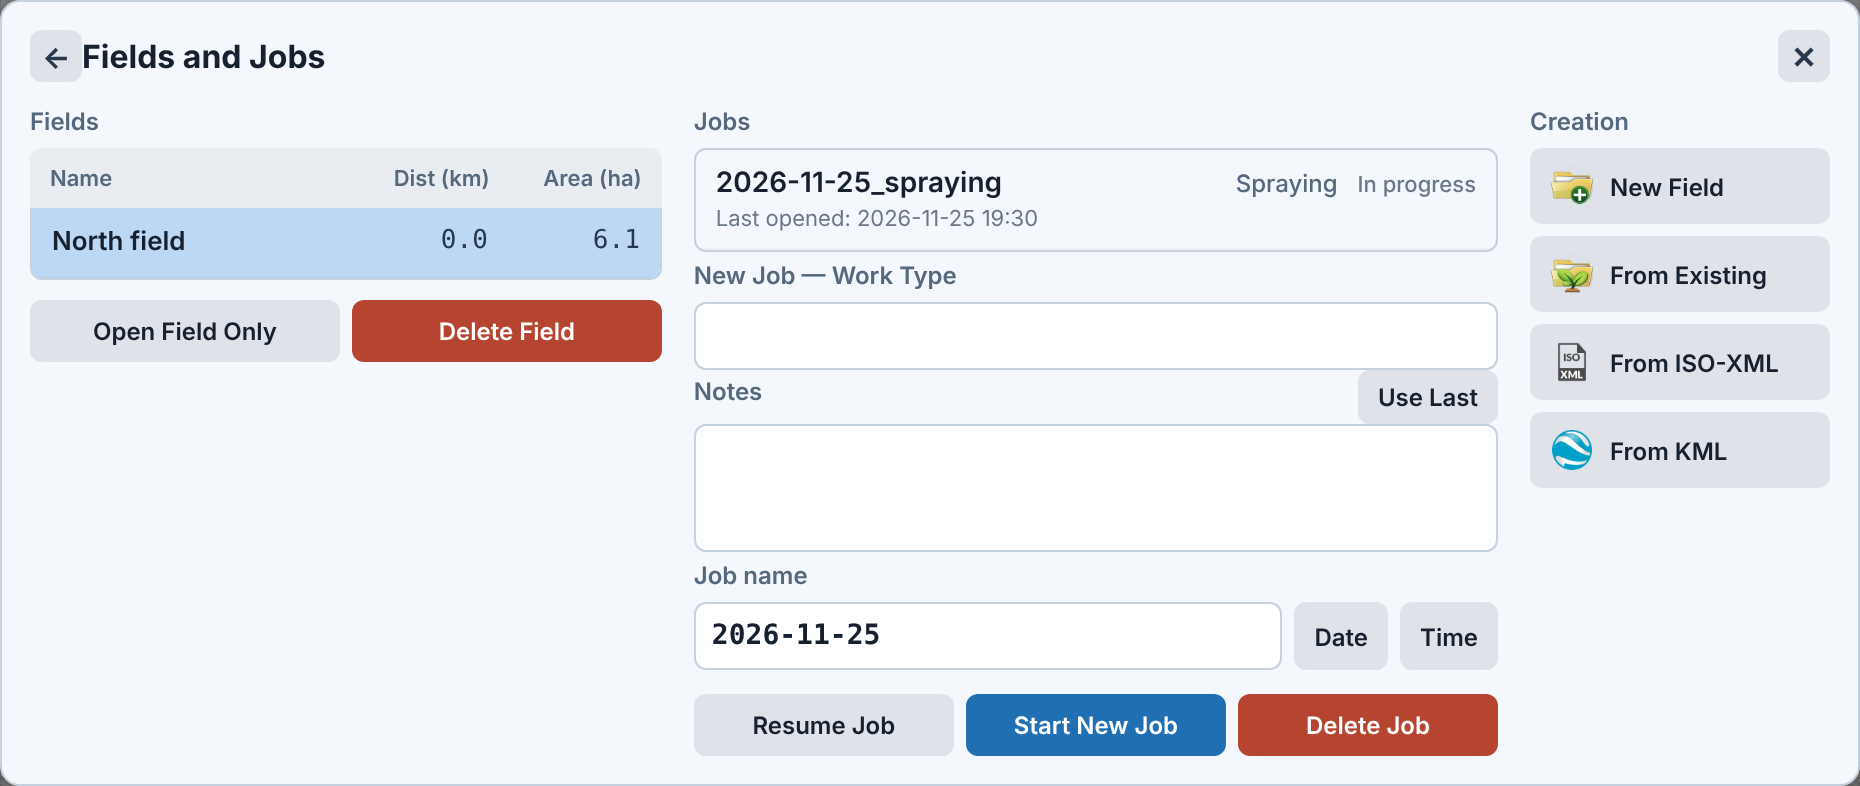 Fields and Jobs
Fields
Name Dist (km) Area (ha)
North field 0.0 6.1
Open Field Only Delete Field
Jobs
2026-11-25_spraying Spraying In progress
Last opened: 2026-11-25 19:30
New Job — Work Type
Notes Use Last
Job name
2026-11-25 Date Time
Resume Job Start New Job Delete Job
Creation
New Field
From Existing
ISO
XML
From ISO-XML
From KML